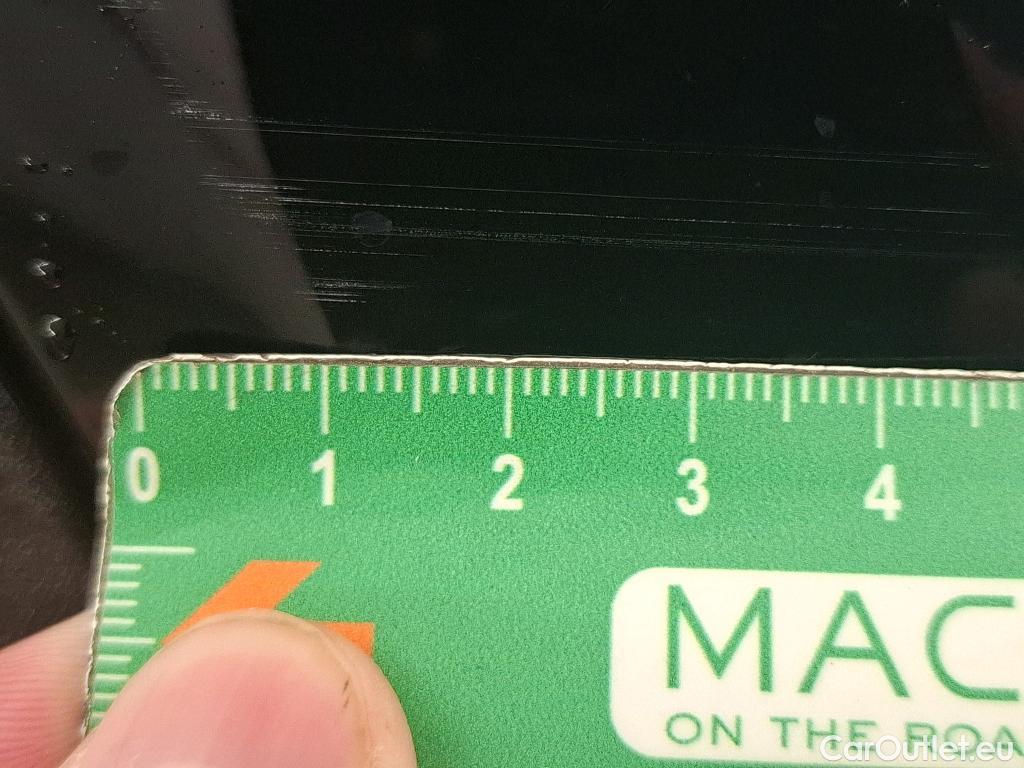 0 1 2 3 4
MAC
ON THE ROA
CarOutlet.eu